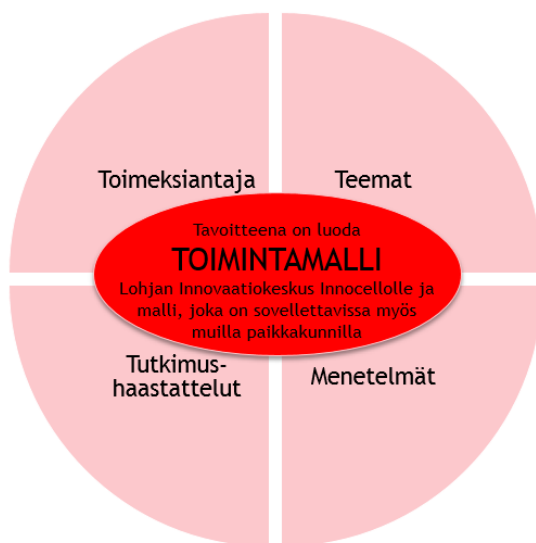 Toimeksiantaja
Teemat
Tavoitteena on luoda
TOIMINTAMALLI
Lohjan innovaatiokeskus Innocellolle ja
malli, joka on sovellettavissa myös
muilla paikkakunnilla
Tutkimus-
haastattelut
Menetelmät